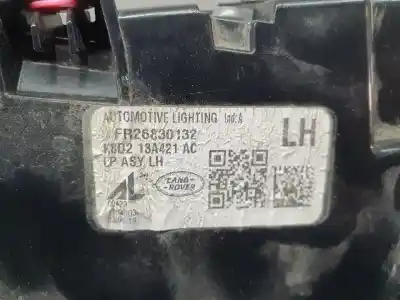 AUTOMOTIVE LIGHTING
FR26830132
LH
K8D2 13A421 AC
LP ASY LH
AL
LAND-
ROVER